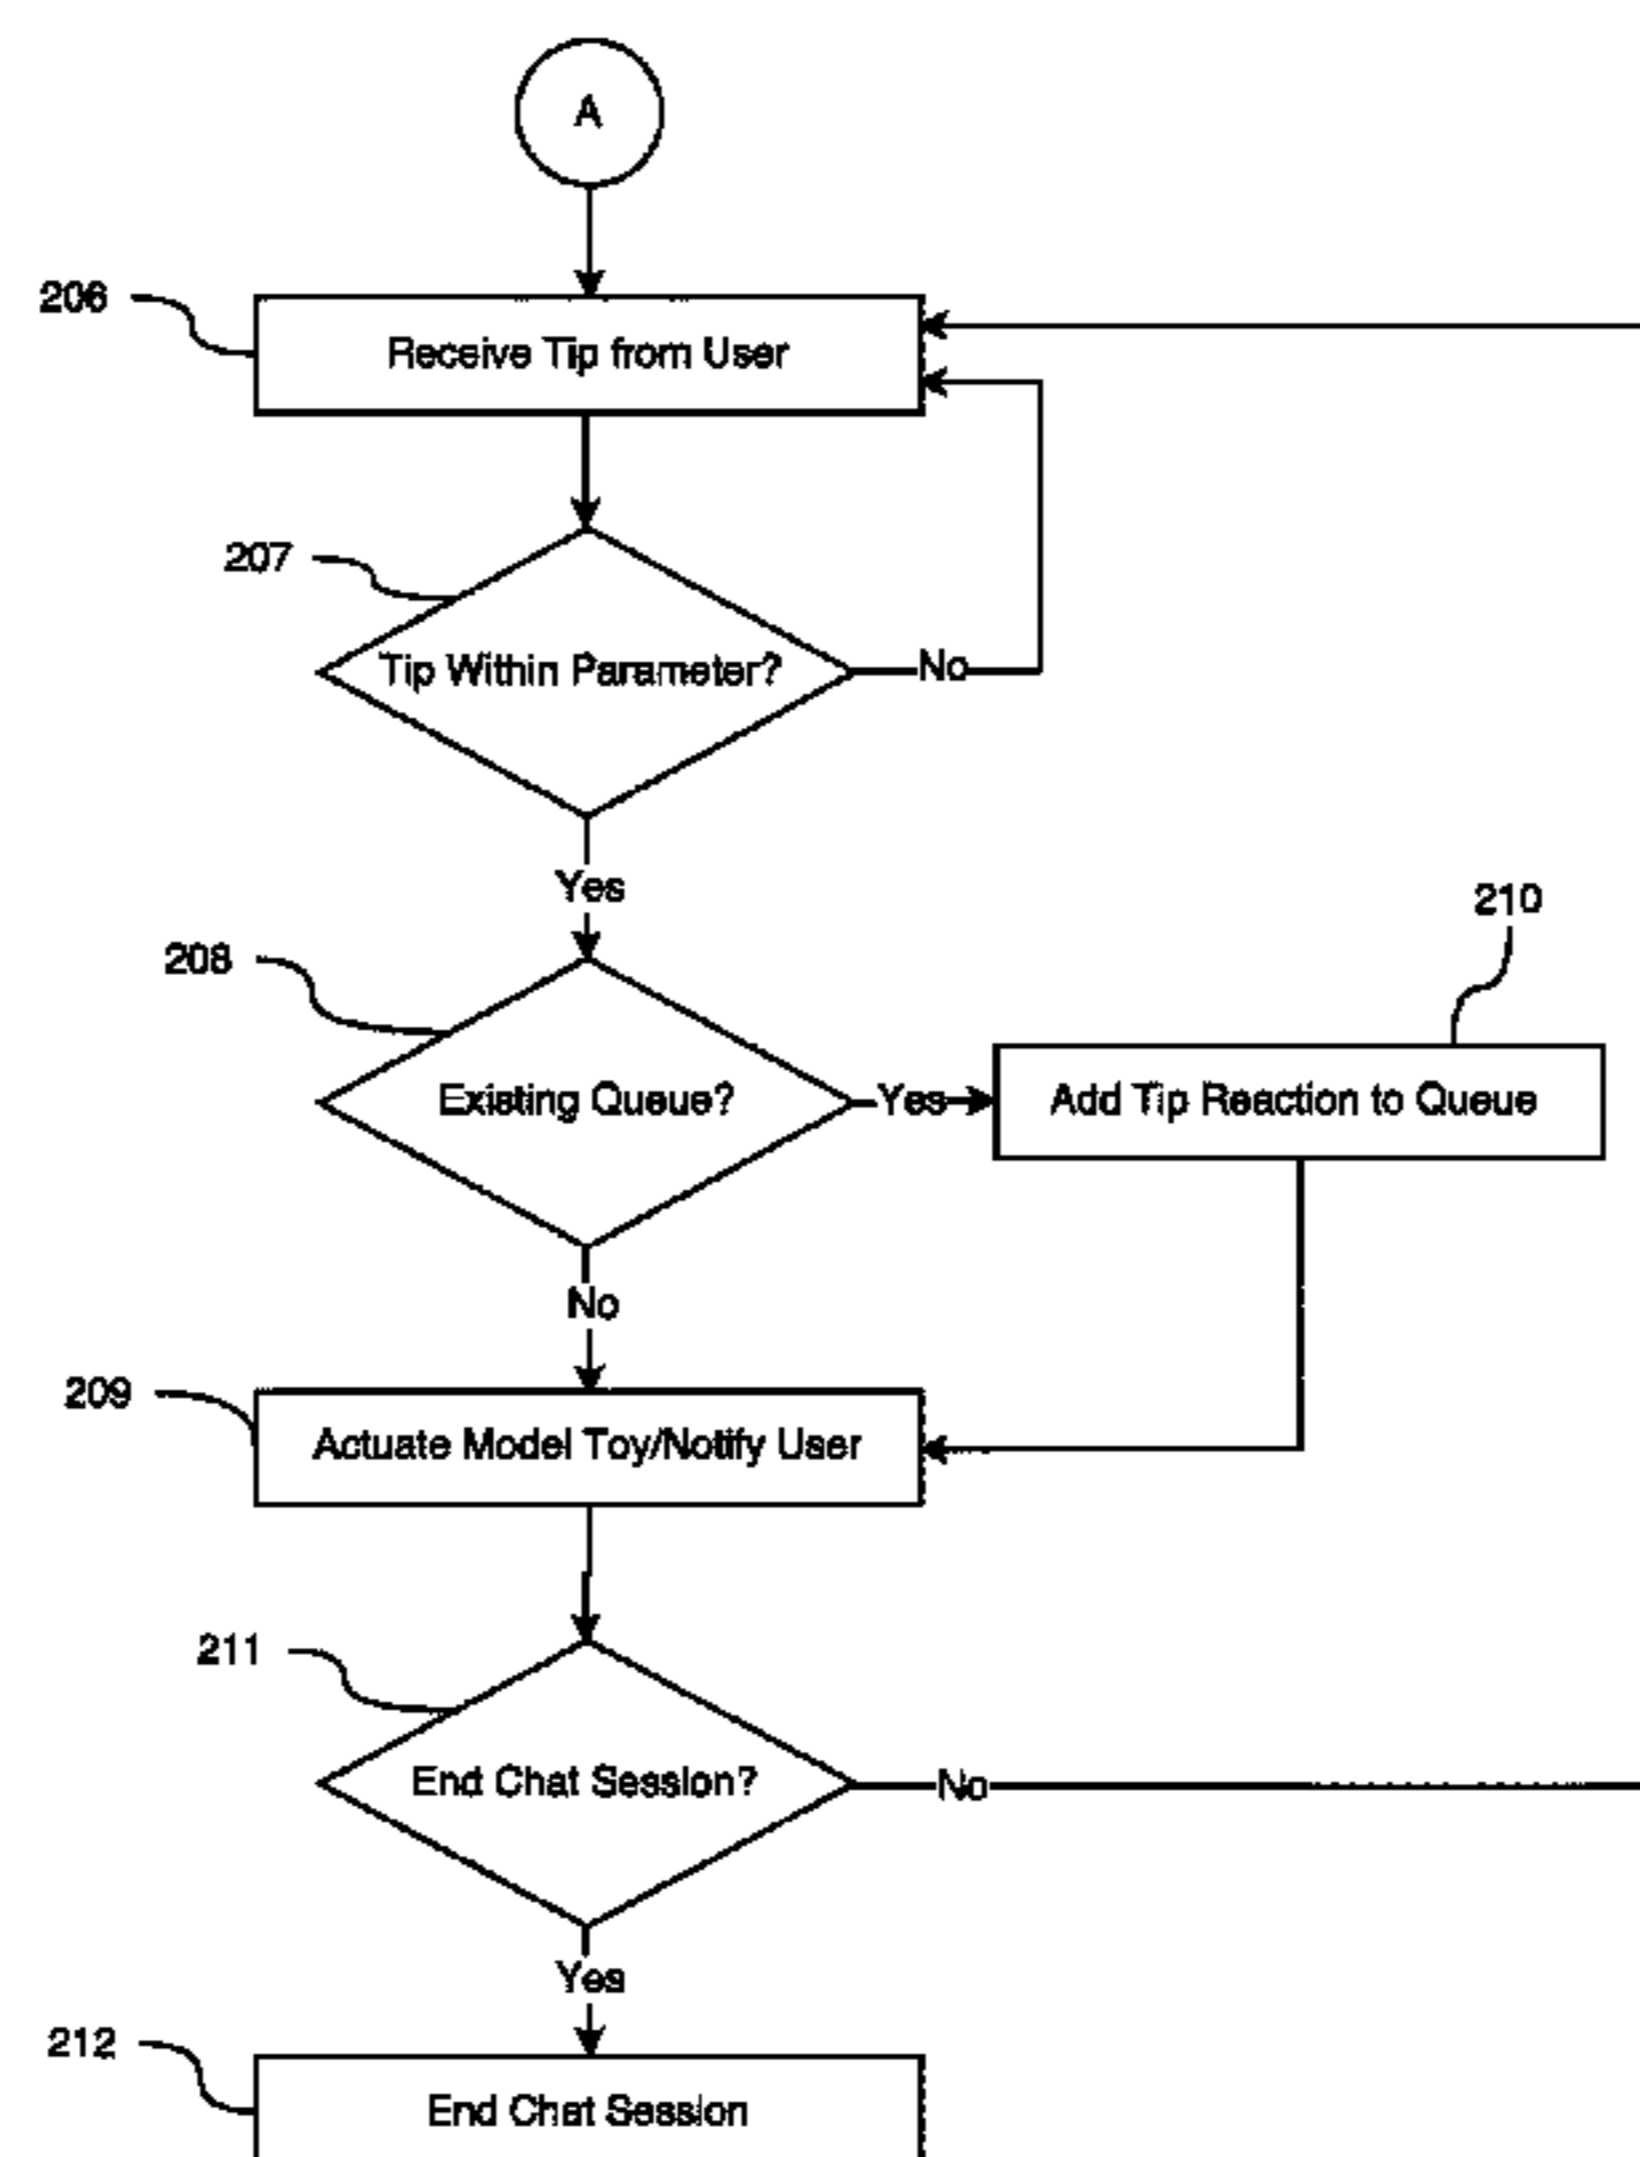 A
206
Receive Tip from User
207
Tip Within Parameter?
No
Yes
210
208
Existing Queue?
Yes
Add Tip Reaction to Queue
No
209
Actuate Model Toy/Notify User
211
End Chat Session?
No
Yes
212
End Chat Session